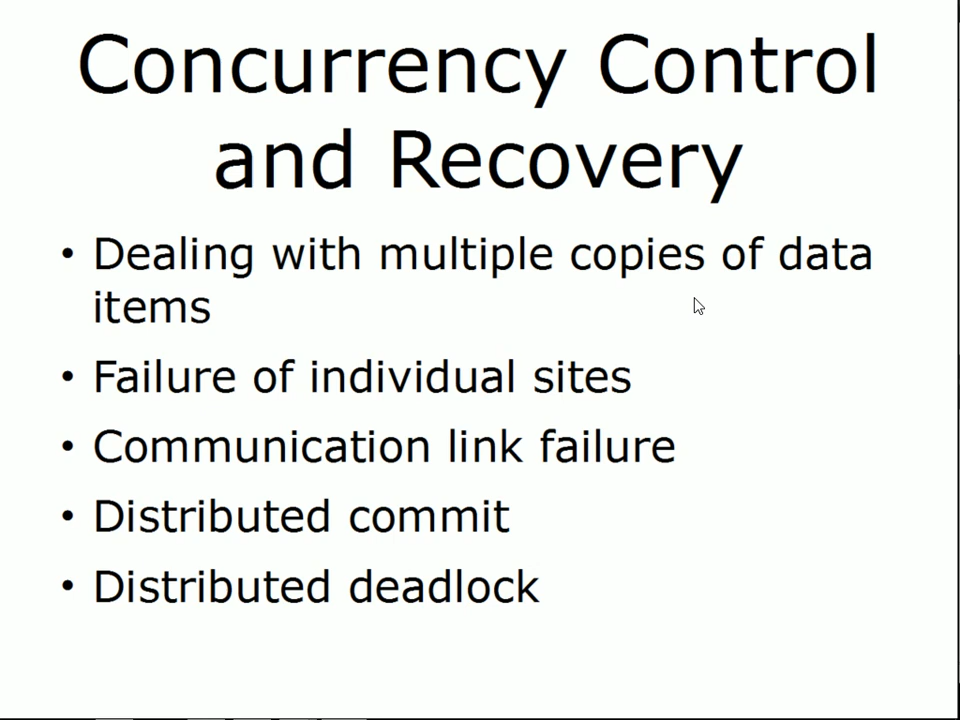 Concurrency Control
and Recovery
• Dealing with multiple copies of data
items
• Failure of individual sites
• Communication link failure
• Distributed commit
• Distributed deadlock